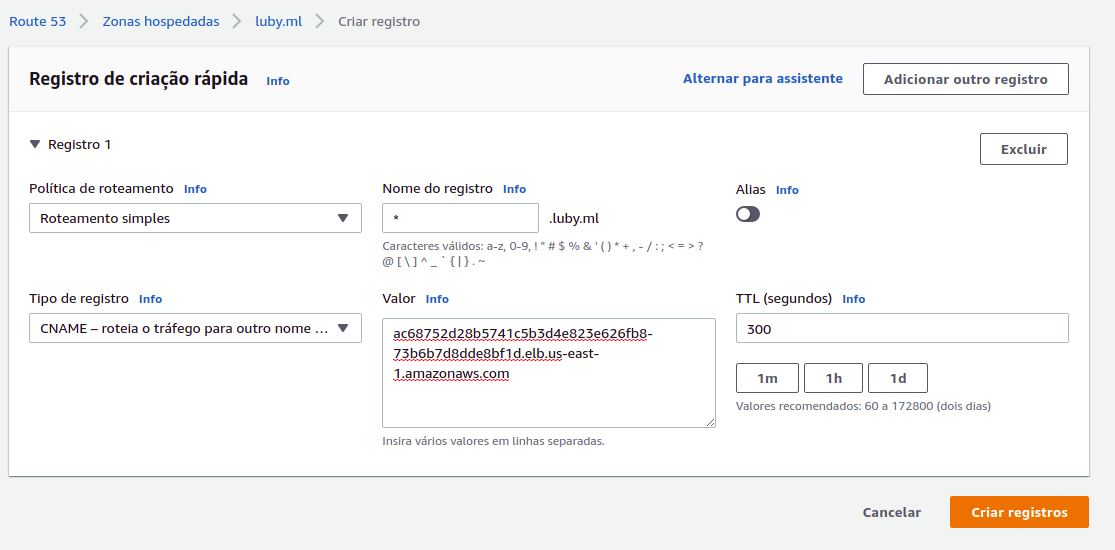 Route 53 > Zonas hospedadas > luby.ml > Criar registro
Registro de criação rápida Info Alternar para assistente Adicionar outro registro
Registro 1 Excluir
Política de roteamento Info Nome do registro Info Alias Info
Roteamento simples * .luby.ml
Caracteres válidos: a-z, 0-9, ! " # $ % & ' ( ) * + , - / : ; < = > ?
@ [ \ ] ^ _ ` { | } . ~
Tipo de registro Info Valor Info TTL (segundos) Info
CNAME – roteia o tráfego para outro nome ...
ac68752d28b5741c5b3d4e823e626fb8-
73b6b7d8dde8bf1d.elb.us-east-
1.amazonaws.com
300
1m 1h 1d
Valores recomendados: 60 a 172800 (dois dias)
Insira vários valores em linhas separadas.
Cancelar Criar registros